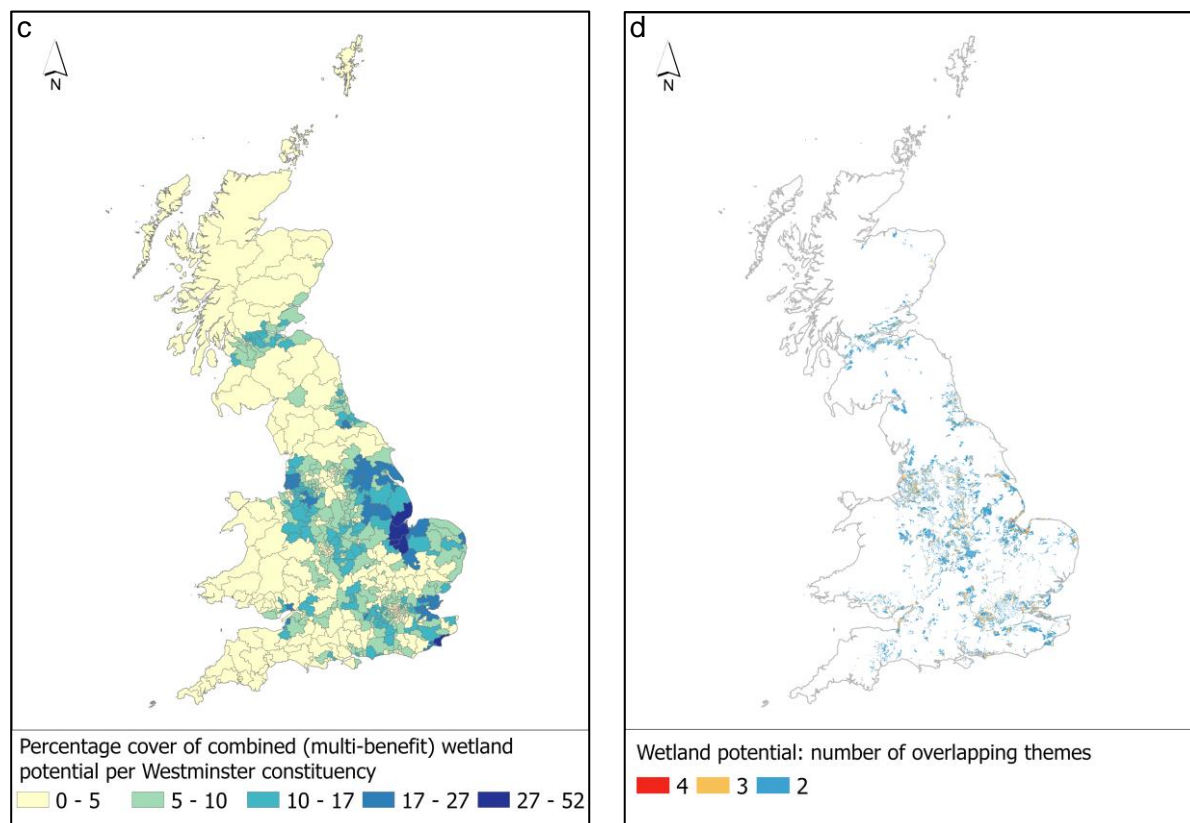 c
N
Percentage cover of combined (multi-benefit) wetland
potential per Westminster constituency
0 - 5 5 - 10 10 - 17 17 - 27 27 - 52
d
N
Wetland potential: number of overlapping themes
4 3 2